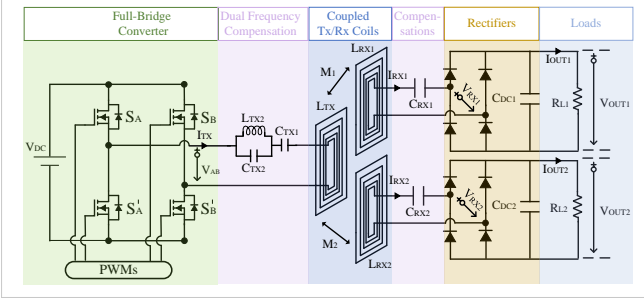 Full-Bridge
Converter
Dual Frequency
Compensation
Coupled
Tx/Rx Coils
Compen-
sations
Rectifiers
Loads
LRX1
M1
IRX1
CRX1
VRX1
CDC1
IOUT1
RL1
VOUT1
SA
SB
ITX
LTX2
CTX1
CTX2
LTX
VDC
VAB
S'A
S'B
IRX2
CRX2
VRX2
CDC2
IOUT2
RL2
VOUT2
M2
LRX2
PWMs